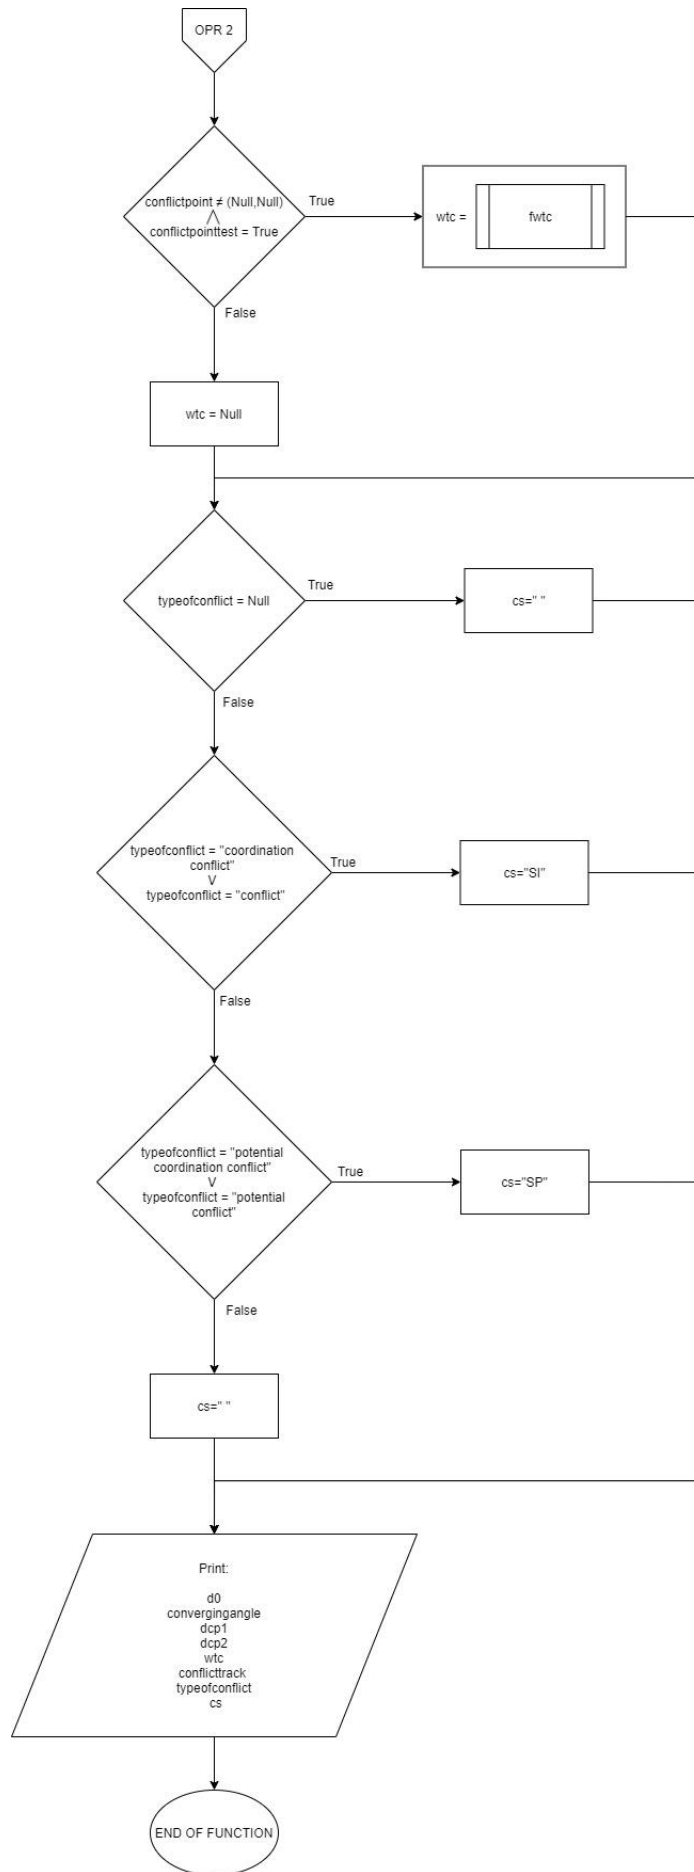 OPR 2
conflictpoint ≠ (Null,Null)
⋀
conflictpointtest = True
True
wtc =
fwtc
False
wtc = Null
typeofconflict = Null
True
cs=" "
False
typeofconflict = "coordination
conflict"
V
typeofconflict = "conflict"
True
cs="SI"
False
typeofconflict = "potential
coordination conflict"
V
typeofconflict = "potential
conflict"
True
cs="SP"
False
cs=" "
Print:
d0
convergingangle
dcp1
dcp2
wtc
conflicttrack
typeofconflict
cs
END OF FUNCTION